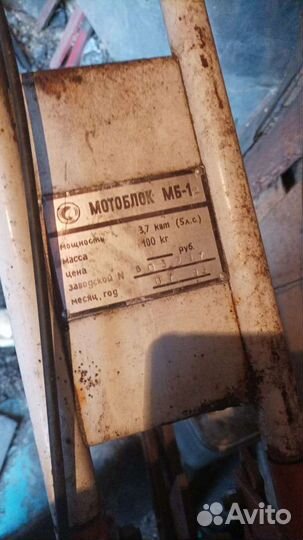 МОТОБЛОК МБ-1
мощность 3,7 квт (5л.с.)
масса 100 кг
цена руб.
заводской N
месяц, год
Avito